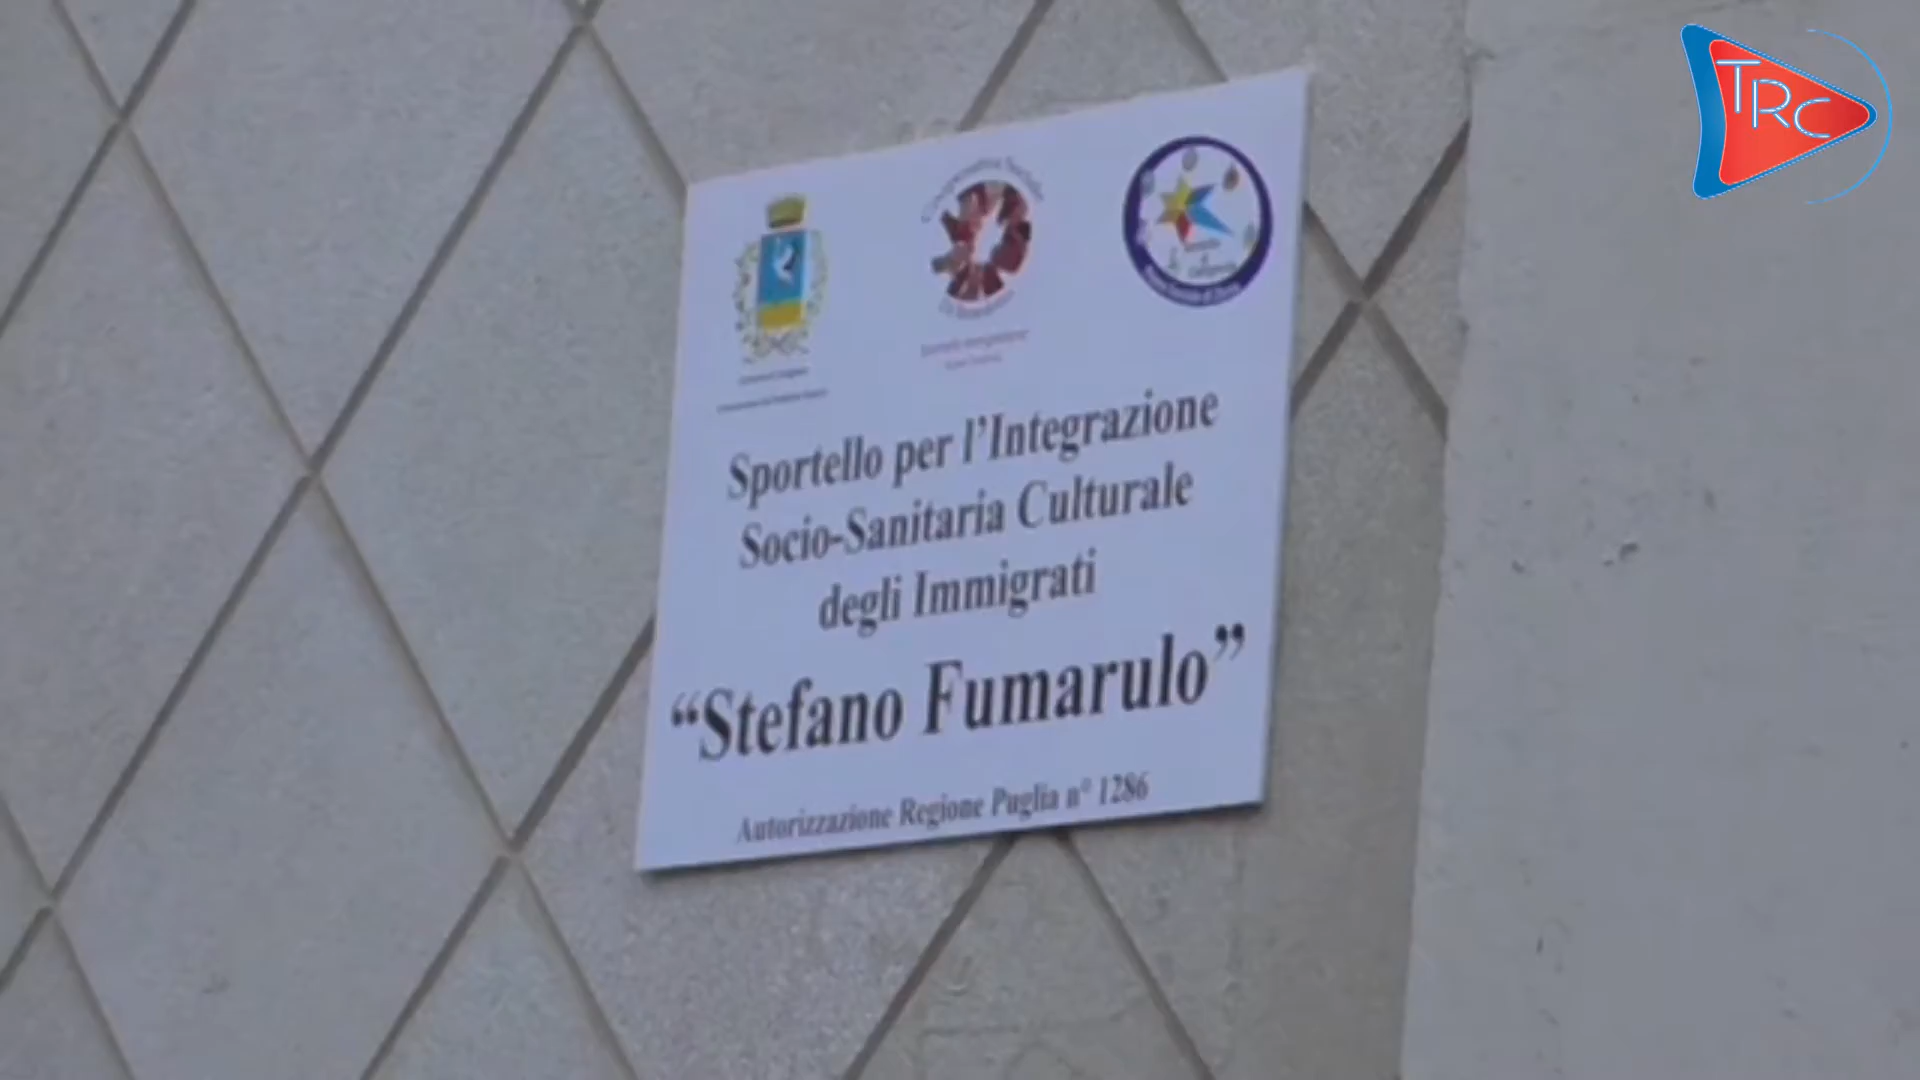 TRC
Sportello per l'Integrazione
Socio-Sanitaria Culturale
degli Immigrati
“Stefano Fumarulo”
Autorizzazione Regione Puglia n° 1286